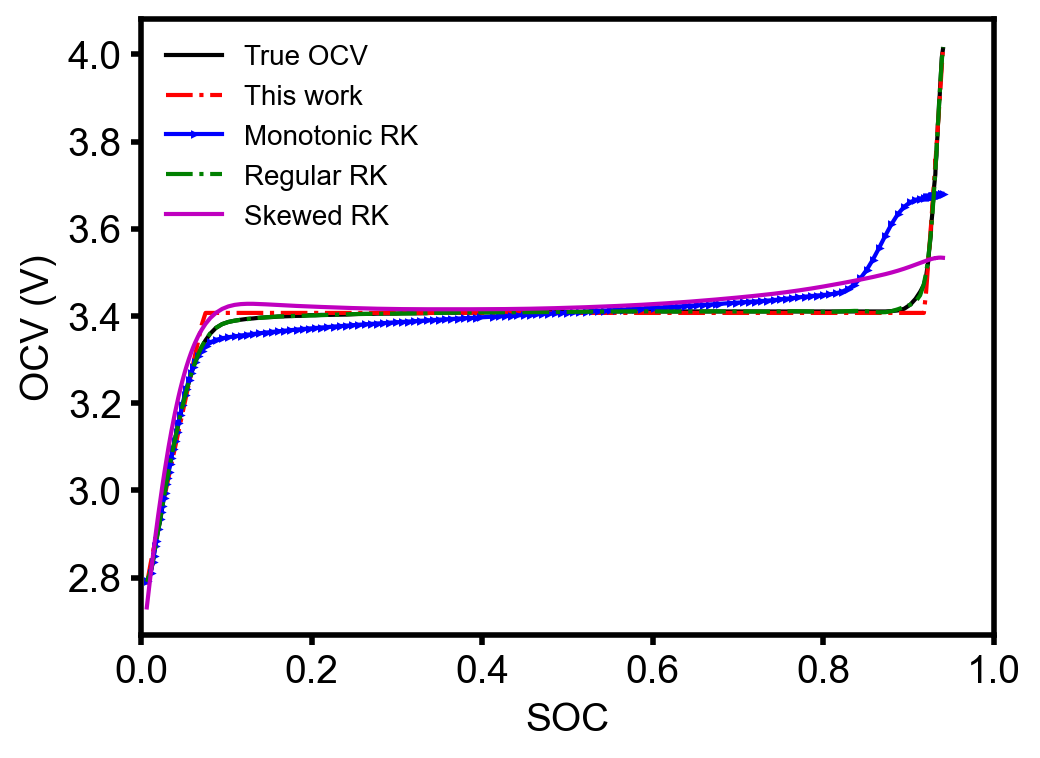 4.0
3.8
3.6
3.4
3.2
3.0
2.8
OCV (V)
True OCV
This work
Monotonic RK
Regular RK
Skewed RK
0.0 0.2 0.4 0.6 0.8 1.0
SOC